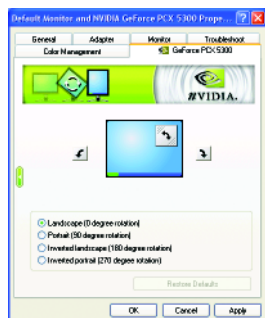 Default Monitor and NVIDIA GeForce PCX 5300 Prope...
General Adapter Monitor Troubleshoot
Color Management GeForce PCX 5300
NVIDIA.
Landscape (0 degree rotation)
Portrait (90 degree rotation)
Inverted landscape (180 degree rotation)
Inverted portrait (270 degree rotation)
Restore Defaults
OK Cancel Apply